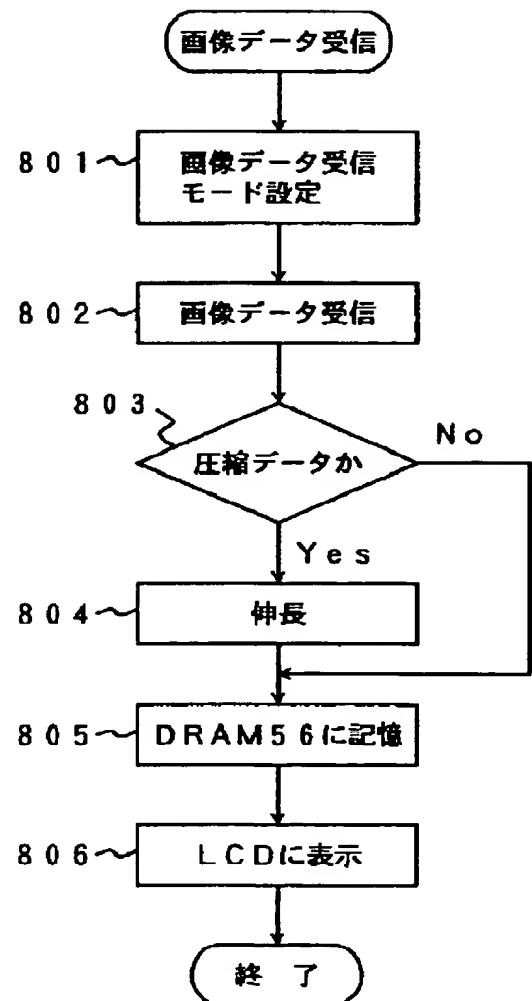 画像データ受信
801
画像データ受信
モード設定
802
画像データ受信
803
圧縮データか
No
Yes
804
伸長
805
DRAM56に記憶
806
LCDに表示
終了